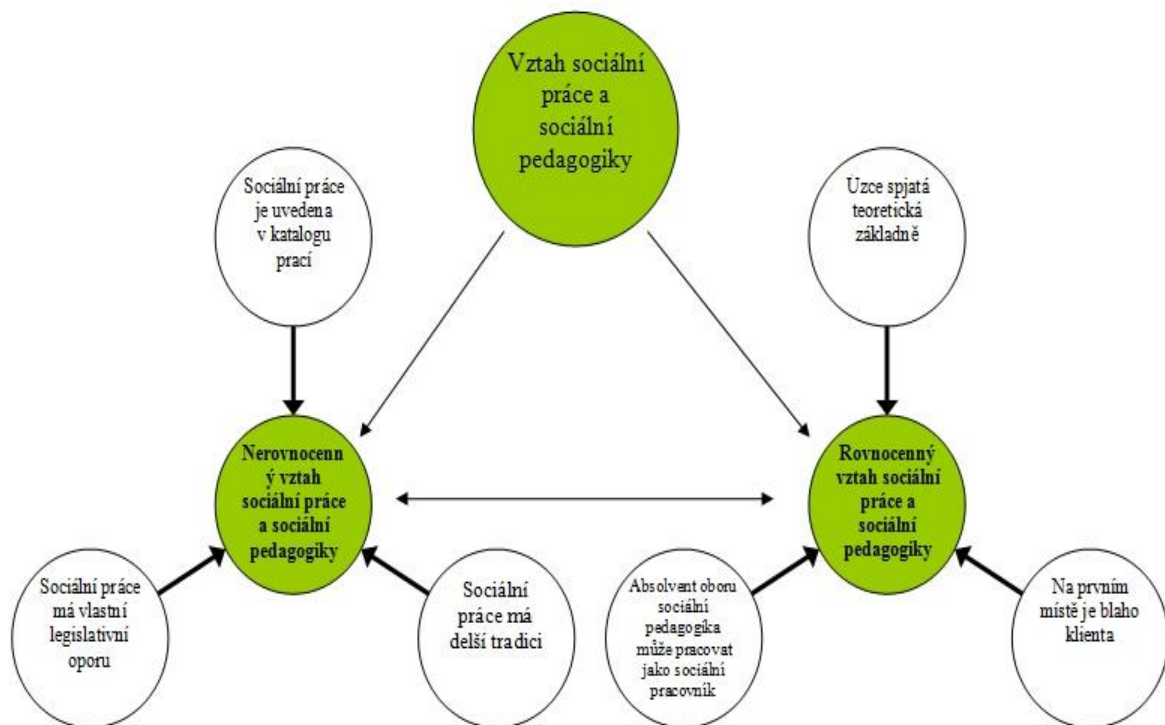 Vztah sociální
práce a
sociální
pedagogiky
Sociální práce
je uvedena
v katalogu
prací
Uzce spjatá
teoretická
základně
Nerovnocenn
ý vztah
sociální práce
a sociální
pedagogiky
Rovnocenný
vztah sociální
práce a
sociální
pedagogiky
Sociální práce
má vlastní
legislativní
oporu
Sociální
práce má
delší tradici
Absolvent oboru
sociální
pedagogika
může pracovat
jako sociální
pracovník
Na prvním
místě je blaho
klienta